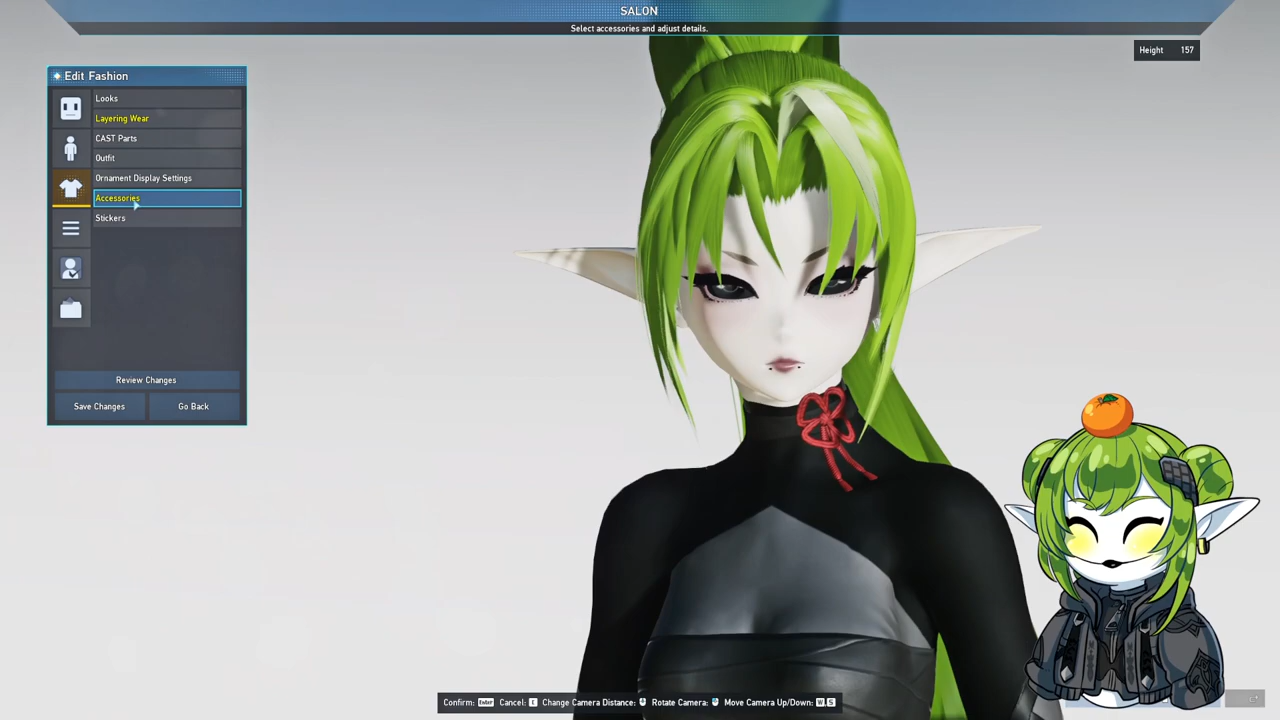 SALON
Select accessories and adjust details.
Height 157
Edit Fashion
Looks
Layering Wear
CAST Parts
Outfit
Ornament Display Settings
Accessories
Stickers
Review Changes
Save Changes
Go Back
Confirm: Enter Cancel: E Change Camera Distance: Rotate Camera: Move Camera Up/Down: W S